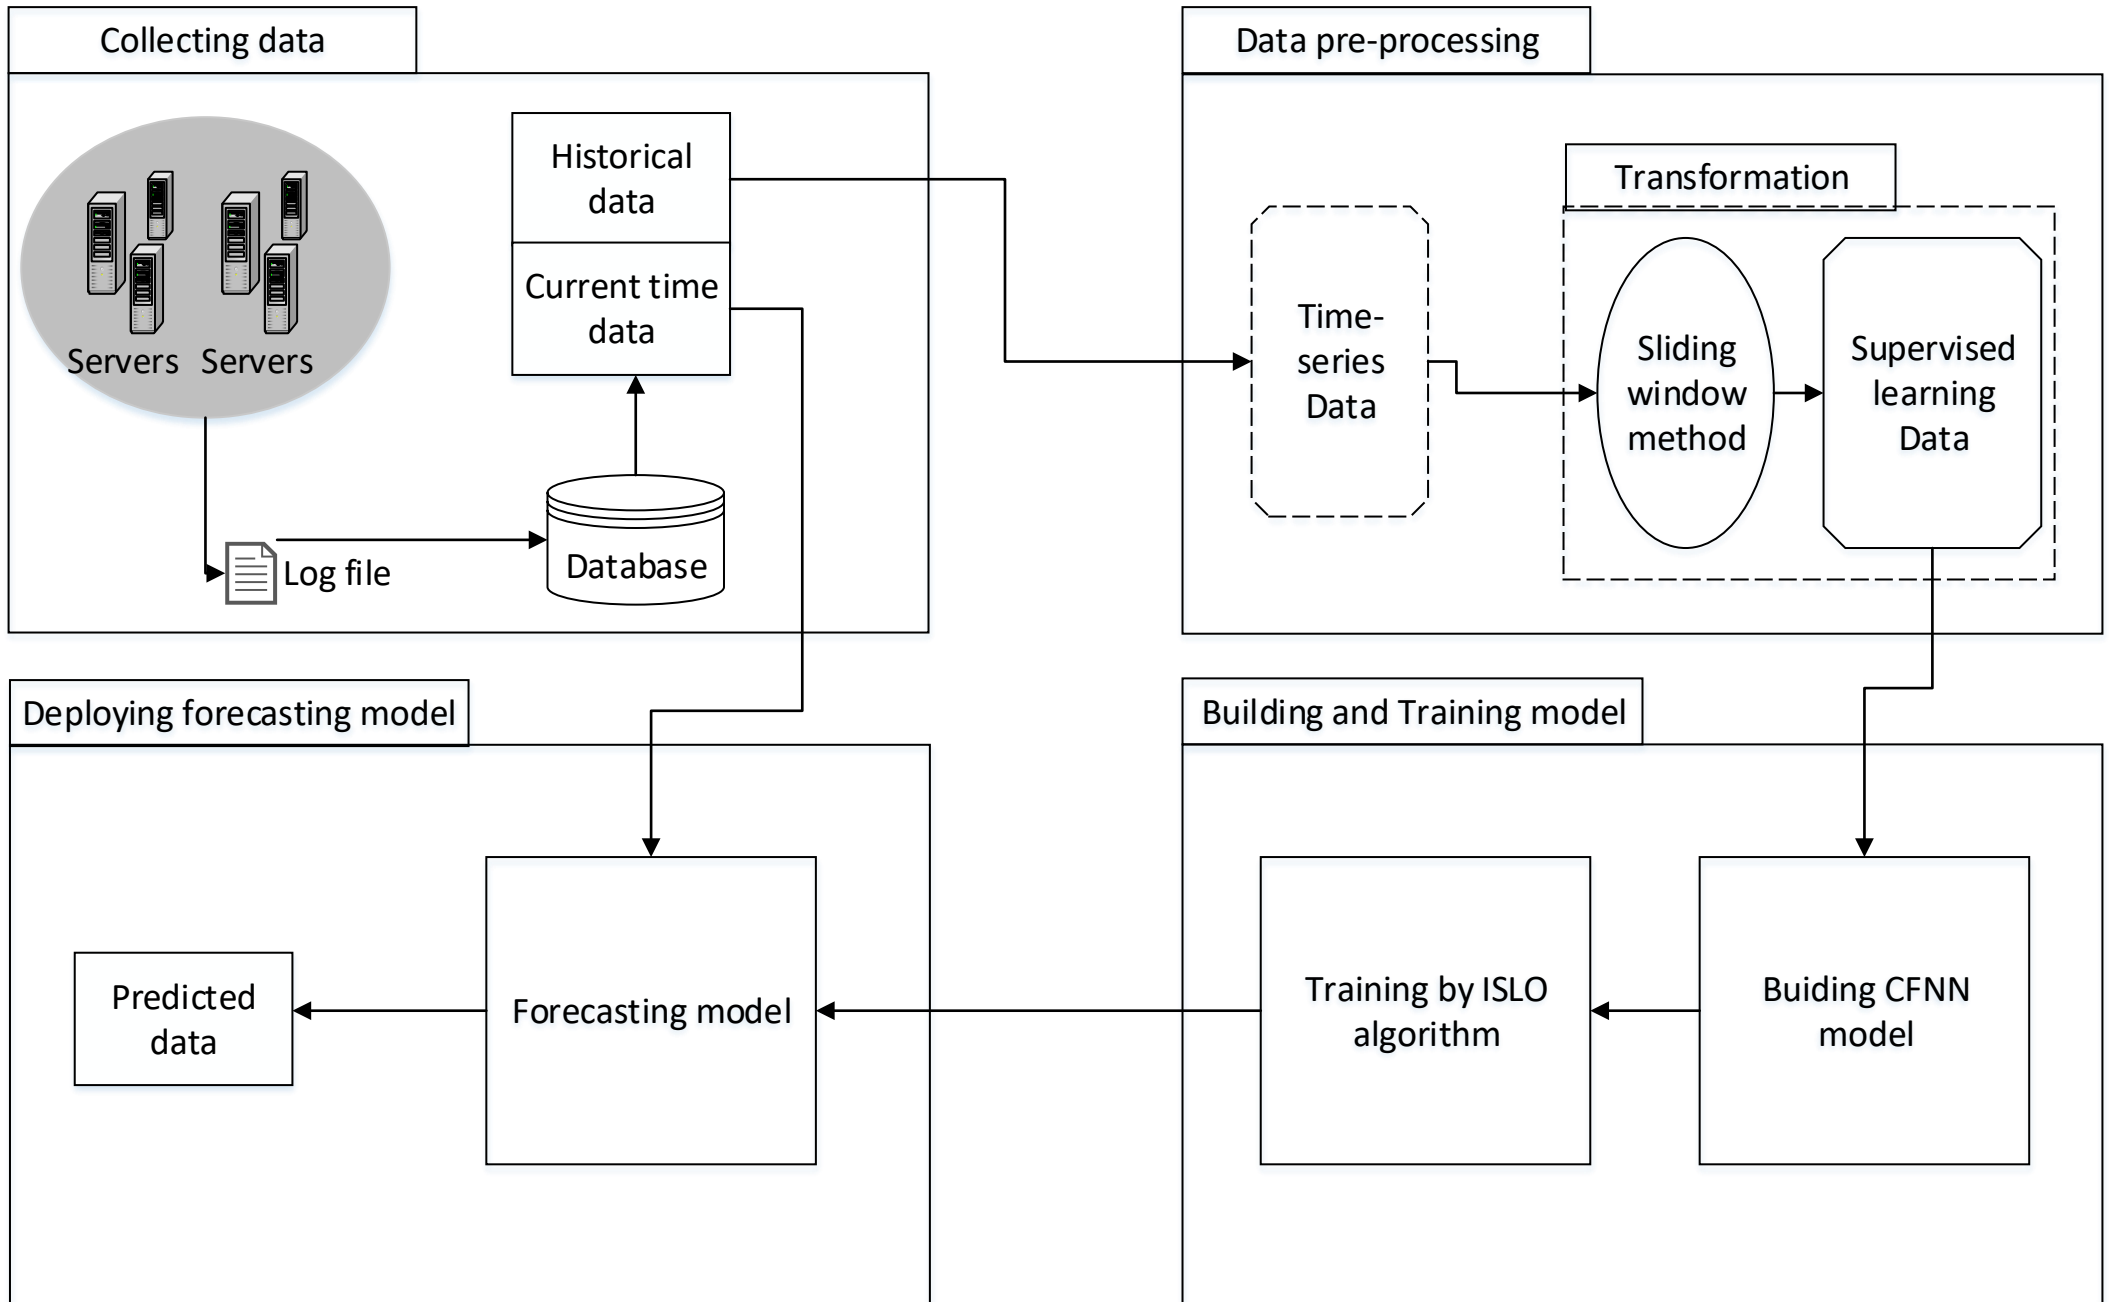 Collecting data
Historical
data
Current time
data
Servers
Servers
Log file
Database
Data pre-processing
Transformation
Time-
series
Data
Sliding
window
method
Supervised
learning
Data
Deploying forecasting model
Predicted
data
Forecasting model
Building and Training model
Training by ISLO
algorithm
Buiding CFNN
model